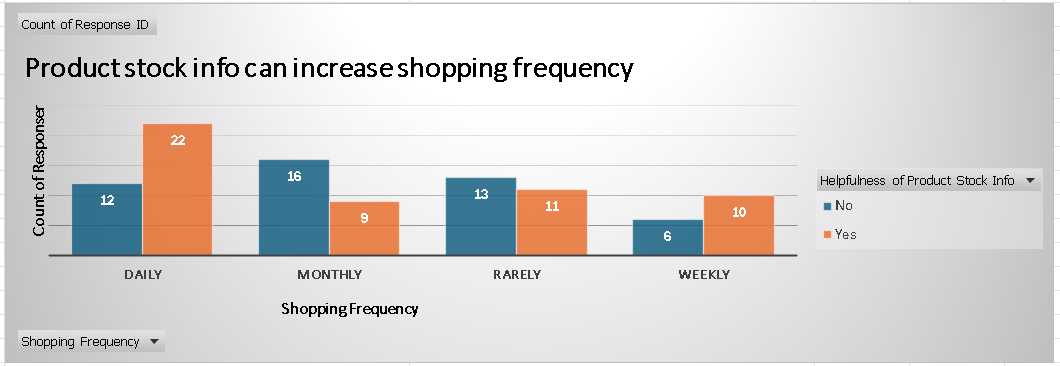 Count of Response ID
Product stock info can increase shopping frequency
Count of Responser
22
12
16
9
13
11
6
10
DAILY
MONTHLY
RARELY
WEEKLY
Shopping Frequency
Helpfulness of Product Stock Info
No
Yes
Shopping Frequency